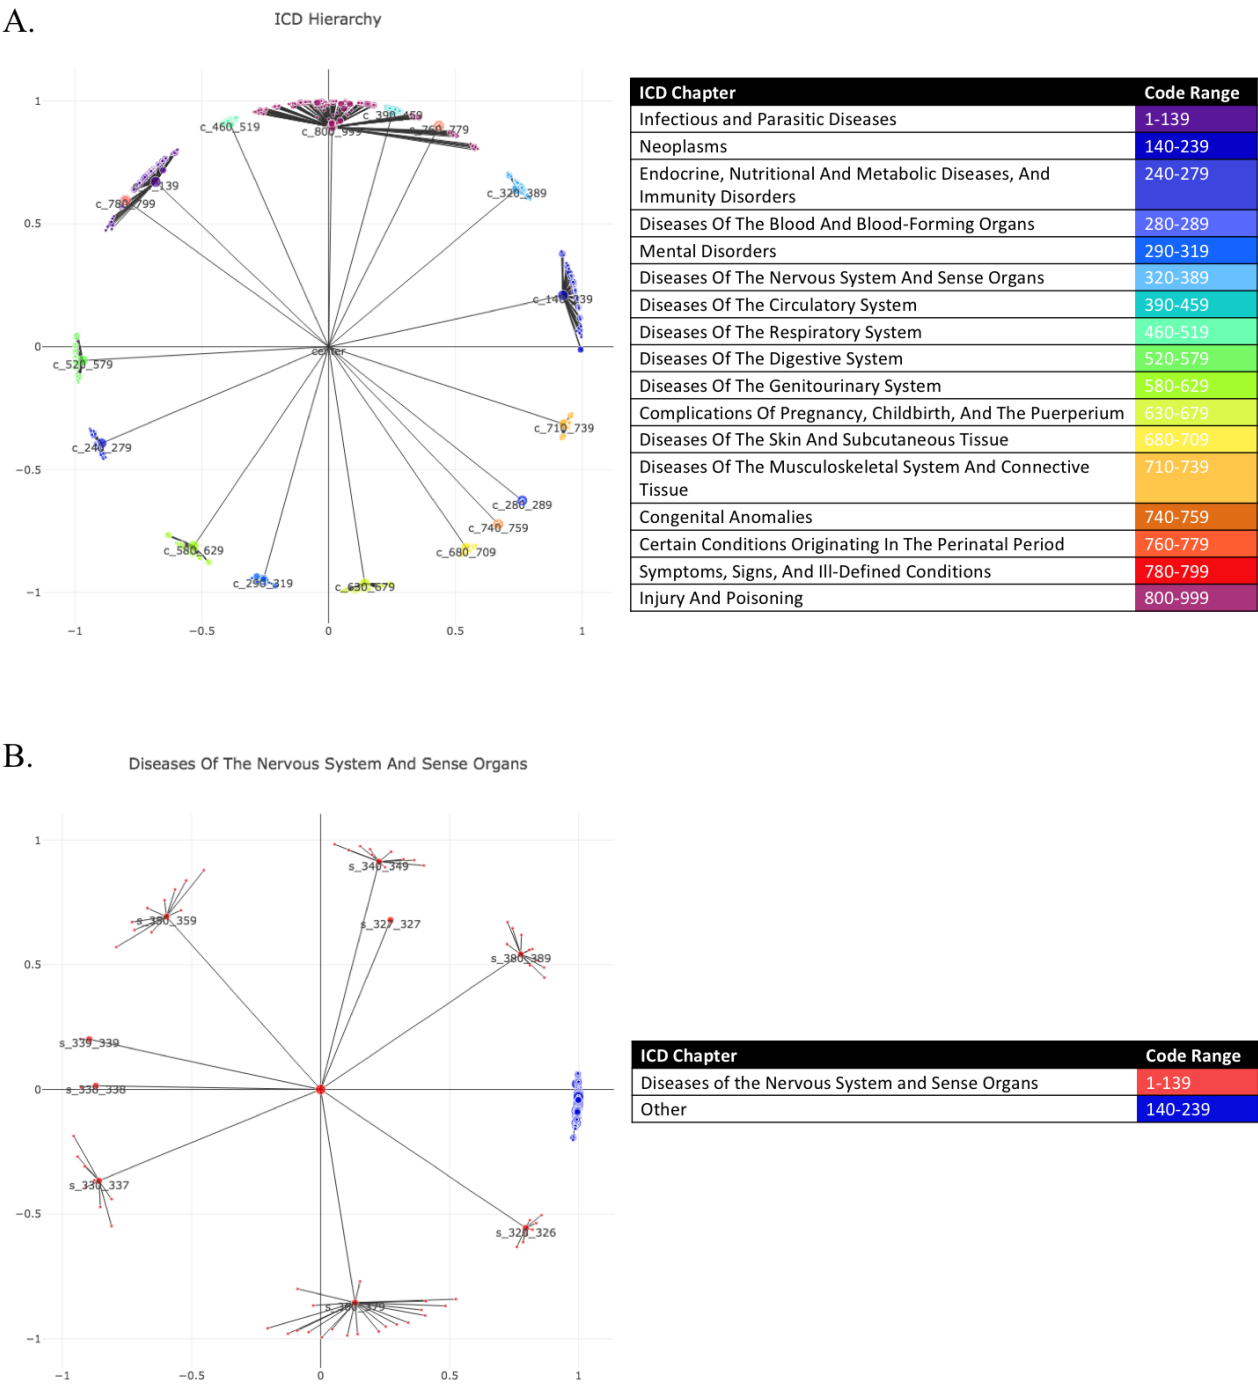 A.
ICD Hierarchy
1
0.5
0
−0.5
−1
−1
−0.5
0
0.5
1
c_460_519
c_800_999
c_390_459
c_760_779
_139
c_780_799
c_320_389
c_140_239
center
c_520_579
c_240_279
c_710_739
c_280_289
c_740_759
c_680_709
c_580_629
c_290_319
c_630_679
ICD Chapter Code Range
Infectious and Parasitic Diseases 1-139
Neoplasms 140-239
Endocrine, Nutritional And Metabolic Diseases, And
Immunity Disorders 240-279
Diseases Of The Blood And Blood-Forming Organs 280-289
Mental Disorders 290-319
Diseases Of The Nervous System And Sense Organs 320-389
Diseases Of The Circulatory System 390-459
Diseases Of The Respiratory System 460-519
Diseases Of The Digestive System 520-579
Diseases Of The Genitourinary System 580-629
Complications Of Pregnancy, Childbirth, And The Puerperium 630-679
Diseases Of The Skin And Subcutaneous Tissue 680-709
Diseases Of The Musculoskeletal System And Connective
Tissue 710-739
Congenital Anomalies 740-759
Certain Conditions Originating In The Perinatal Period 760-779
Symptoms, Signs, And Ill-Defined Conditions 780-799
Injury And Poisoning 800-999
B.
Diseases Of The Nervous System And Sense Organs
1
0.5
0
−0.5
−1
−1
−0.5
0
0.5
1
s_340_349
s_350_359
s_327_327
s_380_389
s_339_339
s_338_338
s_330_337
s_320_326
s_360_379
ICD Chapter Code Range
Diseases of the Nervous System and Sense Organs 1-139
Other 140-239